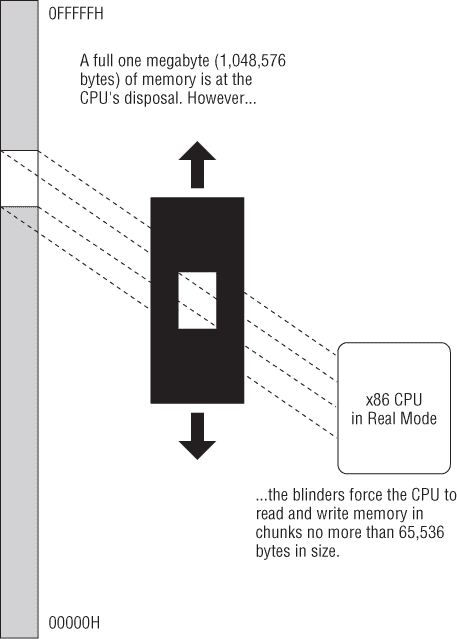 0FFFFFH
A full one megabyte (1,048,576
bytes) of memory is at the
CPU's disposal. However...
x86 CPU
in Real Mode
...the blinders force the CPU to
read and write memory in
chunks no more than 65,536
bytes in size.
00000H